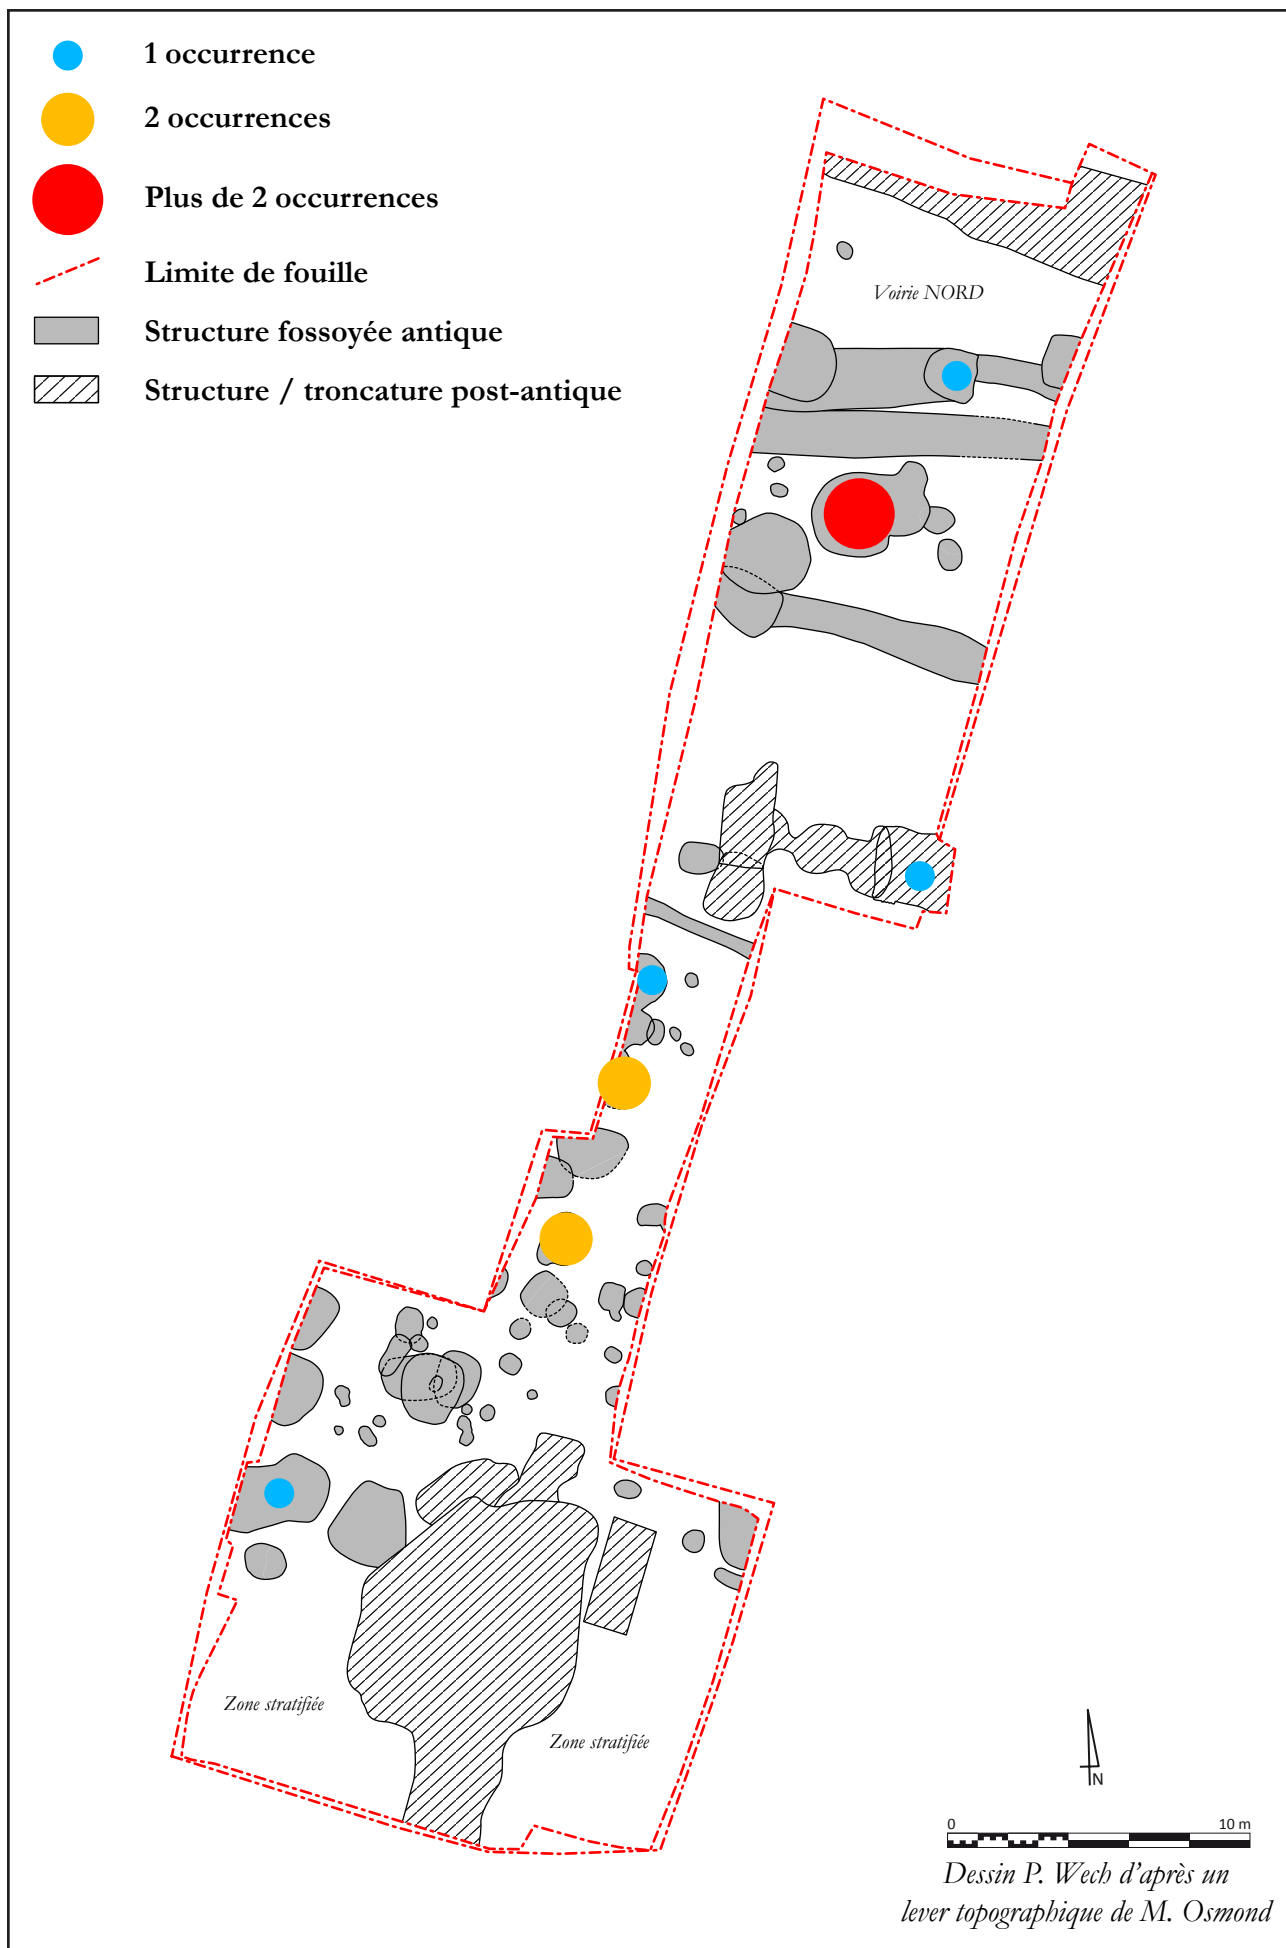 1 occurrence
2 occurrences
Plus de 2 occurrences
Limite de fouille
Structure fossoyée antique
Structure / troncature post-antique
Voirie NORD
Zone stratifiée
Zone stratifiée
N
0 10 m
Dessin P. Wech d'après un
lever topographique de M. Osmond